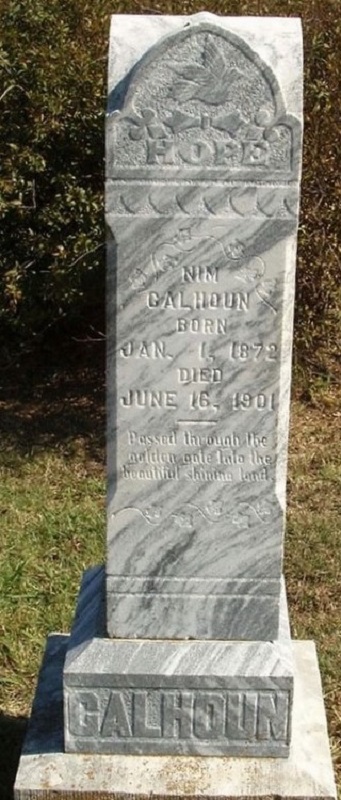 HOPE
NIM
CALHOUN
BORN
JAN. 1, 1872
DIED
JUNE 16, 1901
Passed through the
golden gate into the
beautiful shining land.
CALHOUN